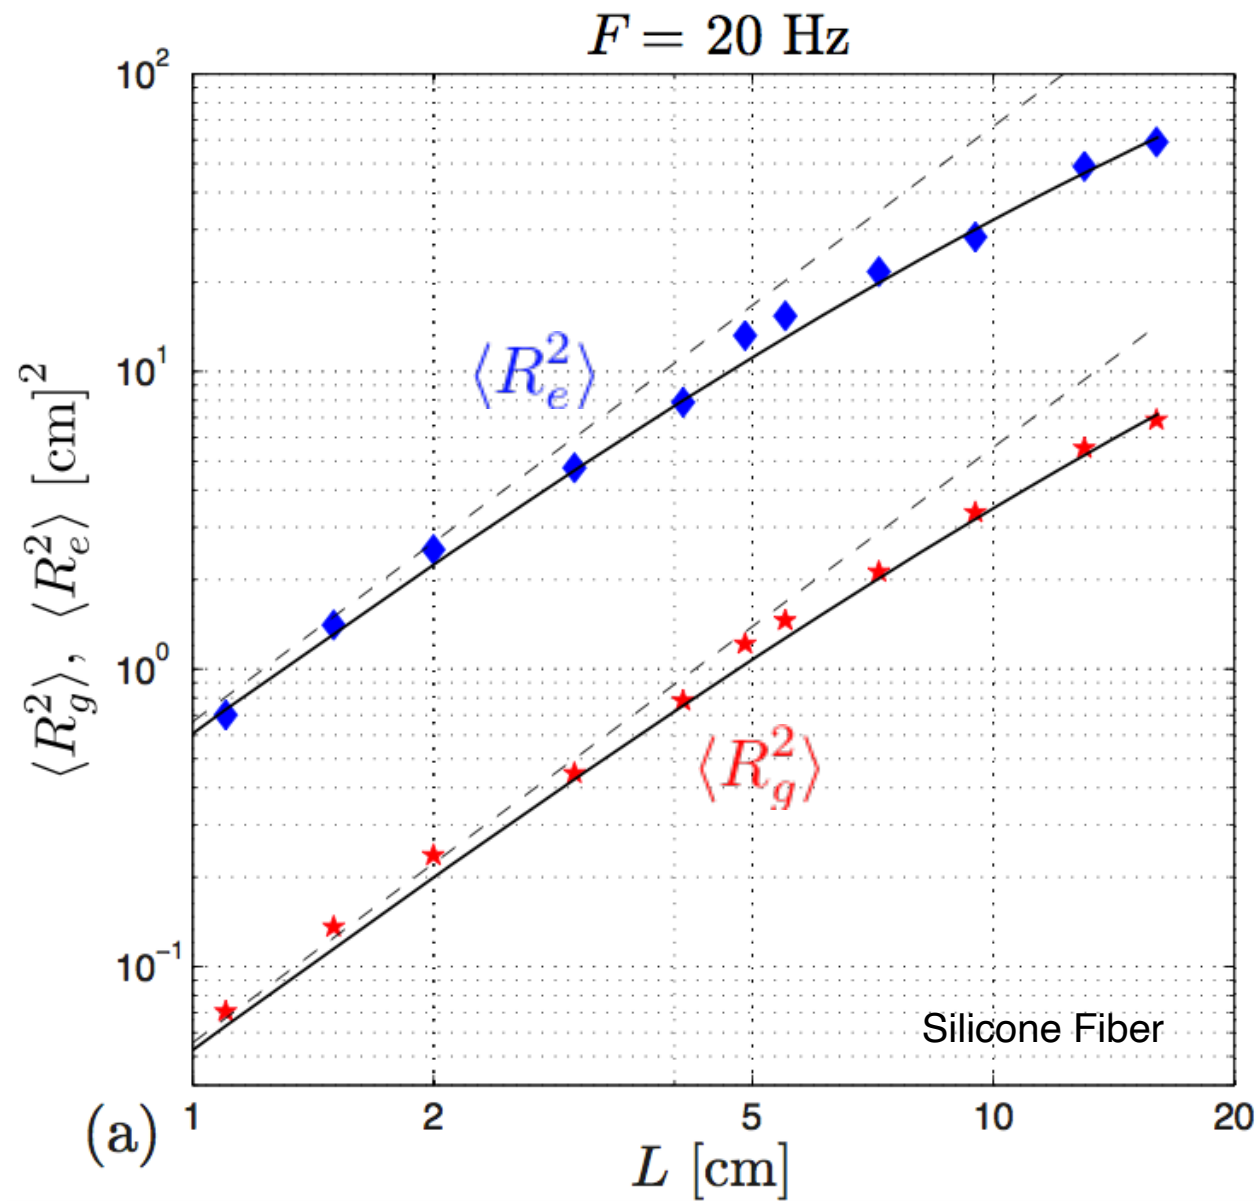 F = 20 Hz
10²
10¹
10⁰
10⁻¹
⟨R_g²⟩, ⟨R_e²⟩ [cm]²
⟨R_e²⟩
⟨R_g²⟩
Silicone Fiber
1 2 5 10 20
(a) L [cm]